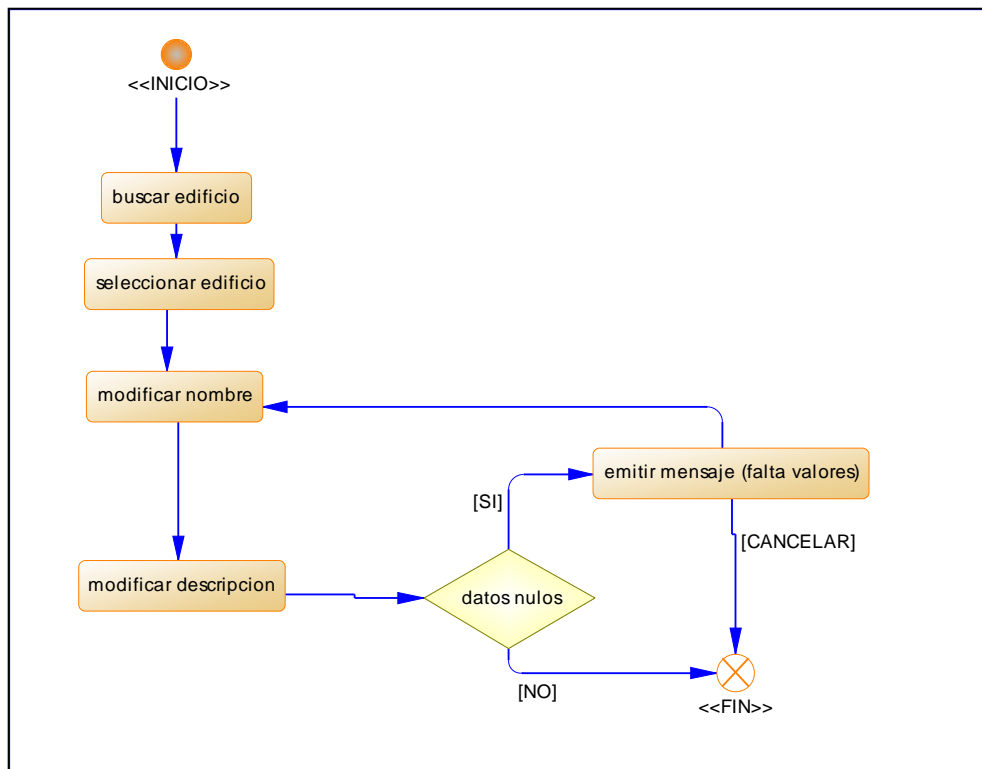 <<INICIO>>
buscar edificio
seleccionar edificio
modificar nombre
emitir mensaje (falta valores)
[SI]
[CANCELAR]
modificar descripcion
datos nulos
[NO]
<<FIN>>